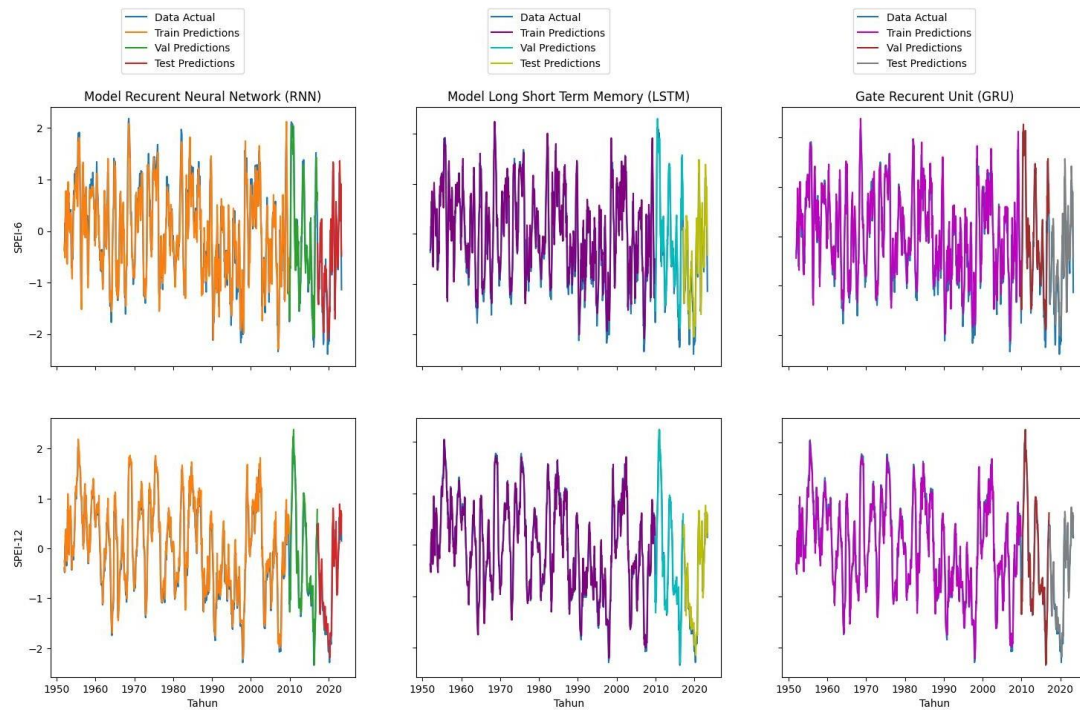 Data Actual
Train Predictions
Val Predictions
Test Predictions
Data Actual
Train Predictions
Val Predictions
Test Predictions
Data Actual
Train Predictions
Val Predictions
Test Predictions
Model Recurent Neural Network (RNN)
Model Long Short Term Memory (LSTM)
Gate Recurent Unit (GRU)
2
1
0
−1
−2
SPEI-6
2
1
0
−1
−2
SPEI-12
1950 1960 1970 1980 1990 2000 2010 2020
Tahun
1950 1960 1970 1980 1990 2000 2010 2020
Tahun
1950 1960 1970 1980 1990 2000 2010 2020
Tahun